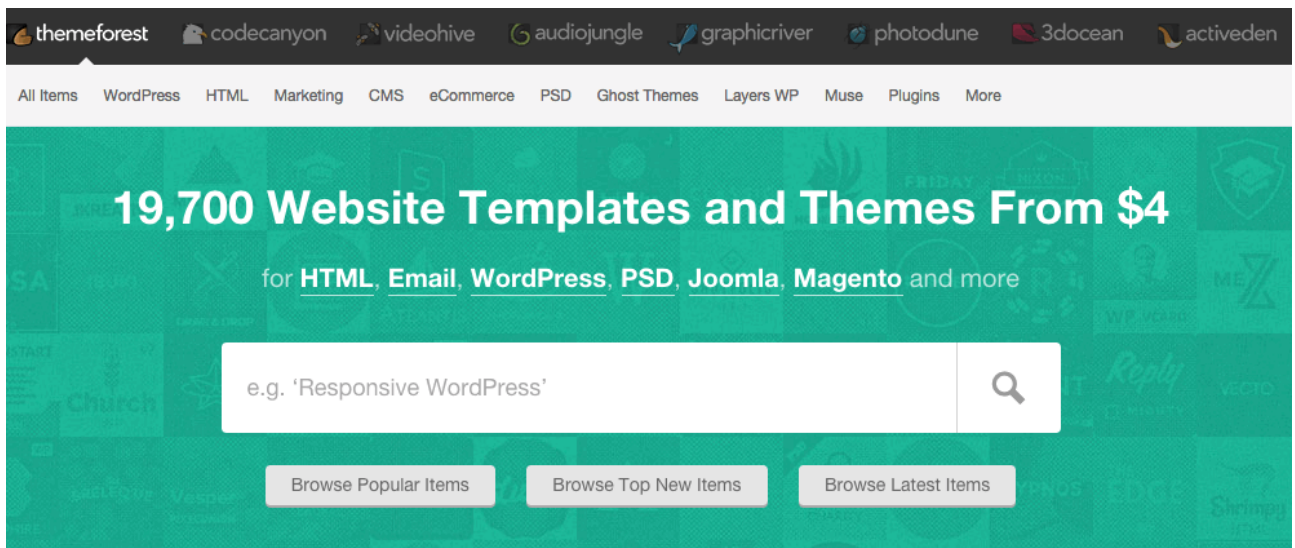 themeforest codecanyon videohive audiojungle graphicriver photodune 3docean activeden
All Items WordPress HTML Marketing CMS eCommerce PSD Ghost Themes Layers WP Muse Plugins More
19,700 Website Templates and Themes From $4
for HTML, Email, WordPress, PSD, Joomla, Magento and more
e.g. ‘Responsive WordPress’
Browse Popular Items Browse Top New Items Browse Latest Items